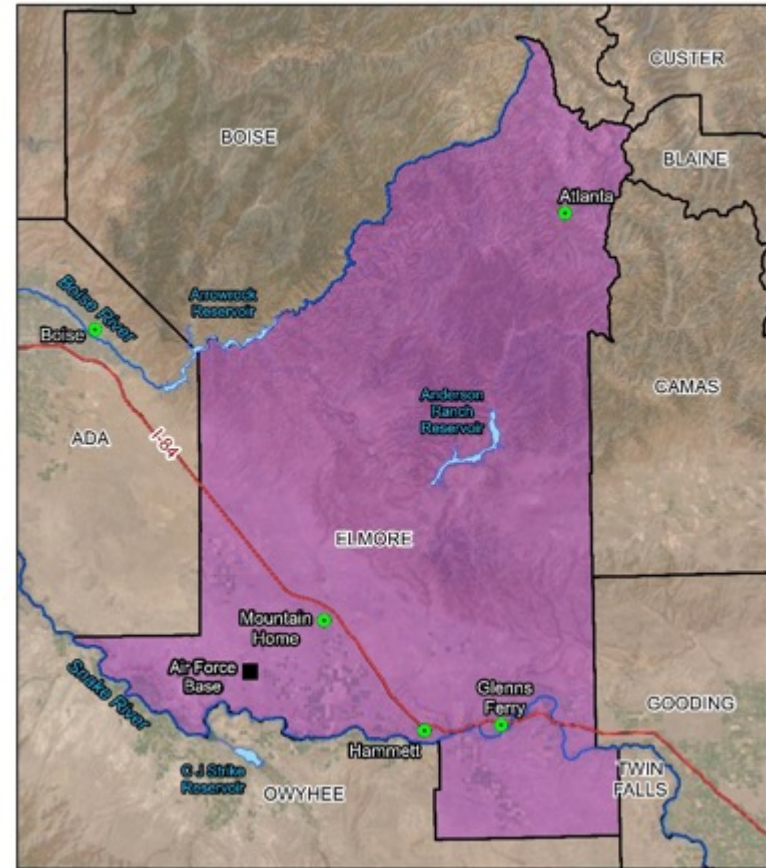 CUSTER
BOISE
BLAINE
Atlanta
Boise River
Arrowrock
Reservoir
Boise
CAMAS
Anderson
Ranch
Reservoir
ADA
I-84
ELMORE
Mountain
Home
Air Force
Base
Glenns
Ferry
GOODING
Snake River
Hammett
TWIN
FALLS
C J Strike
Reservoir
OWYHEE